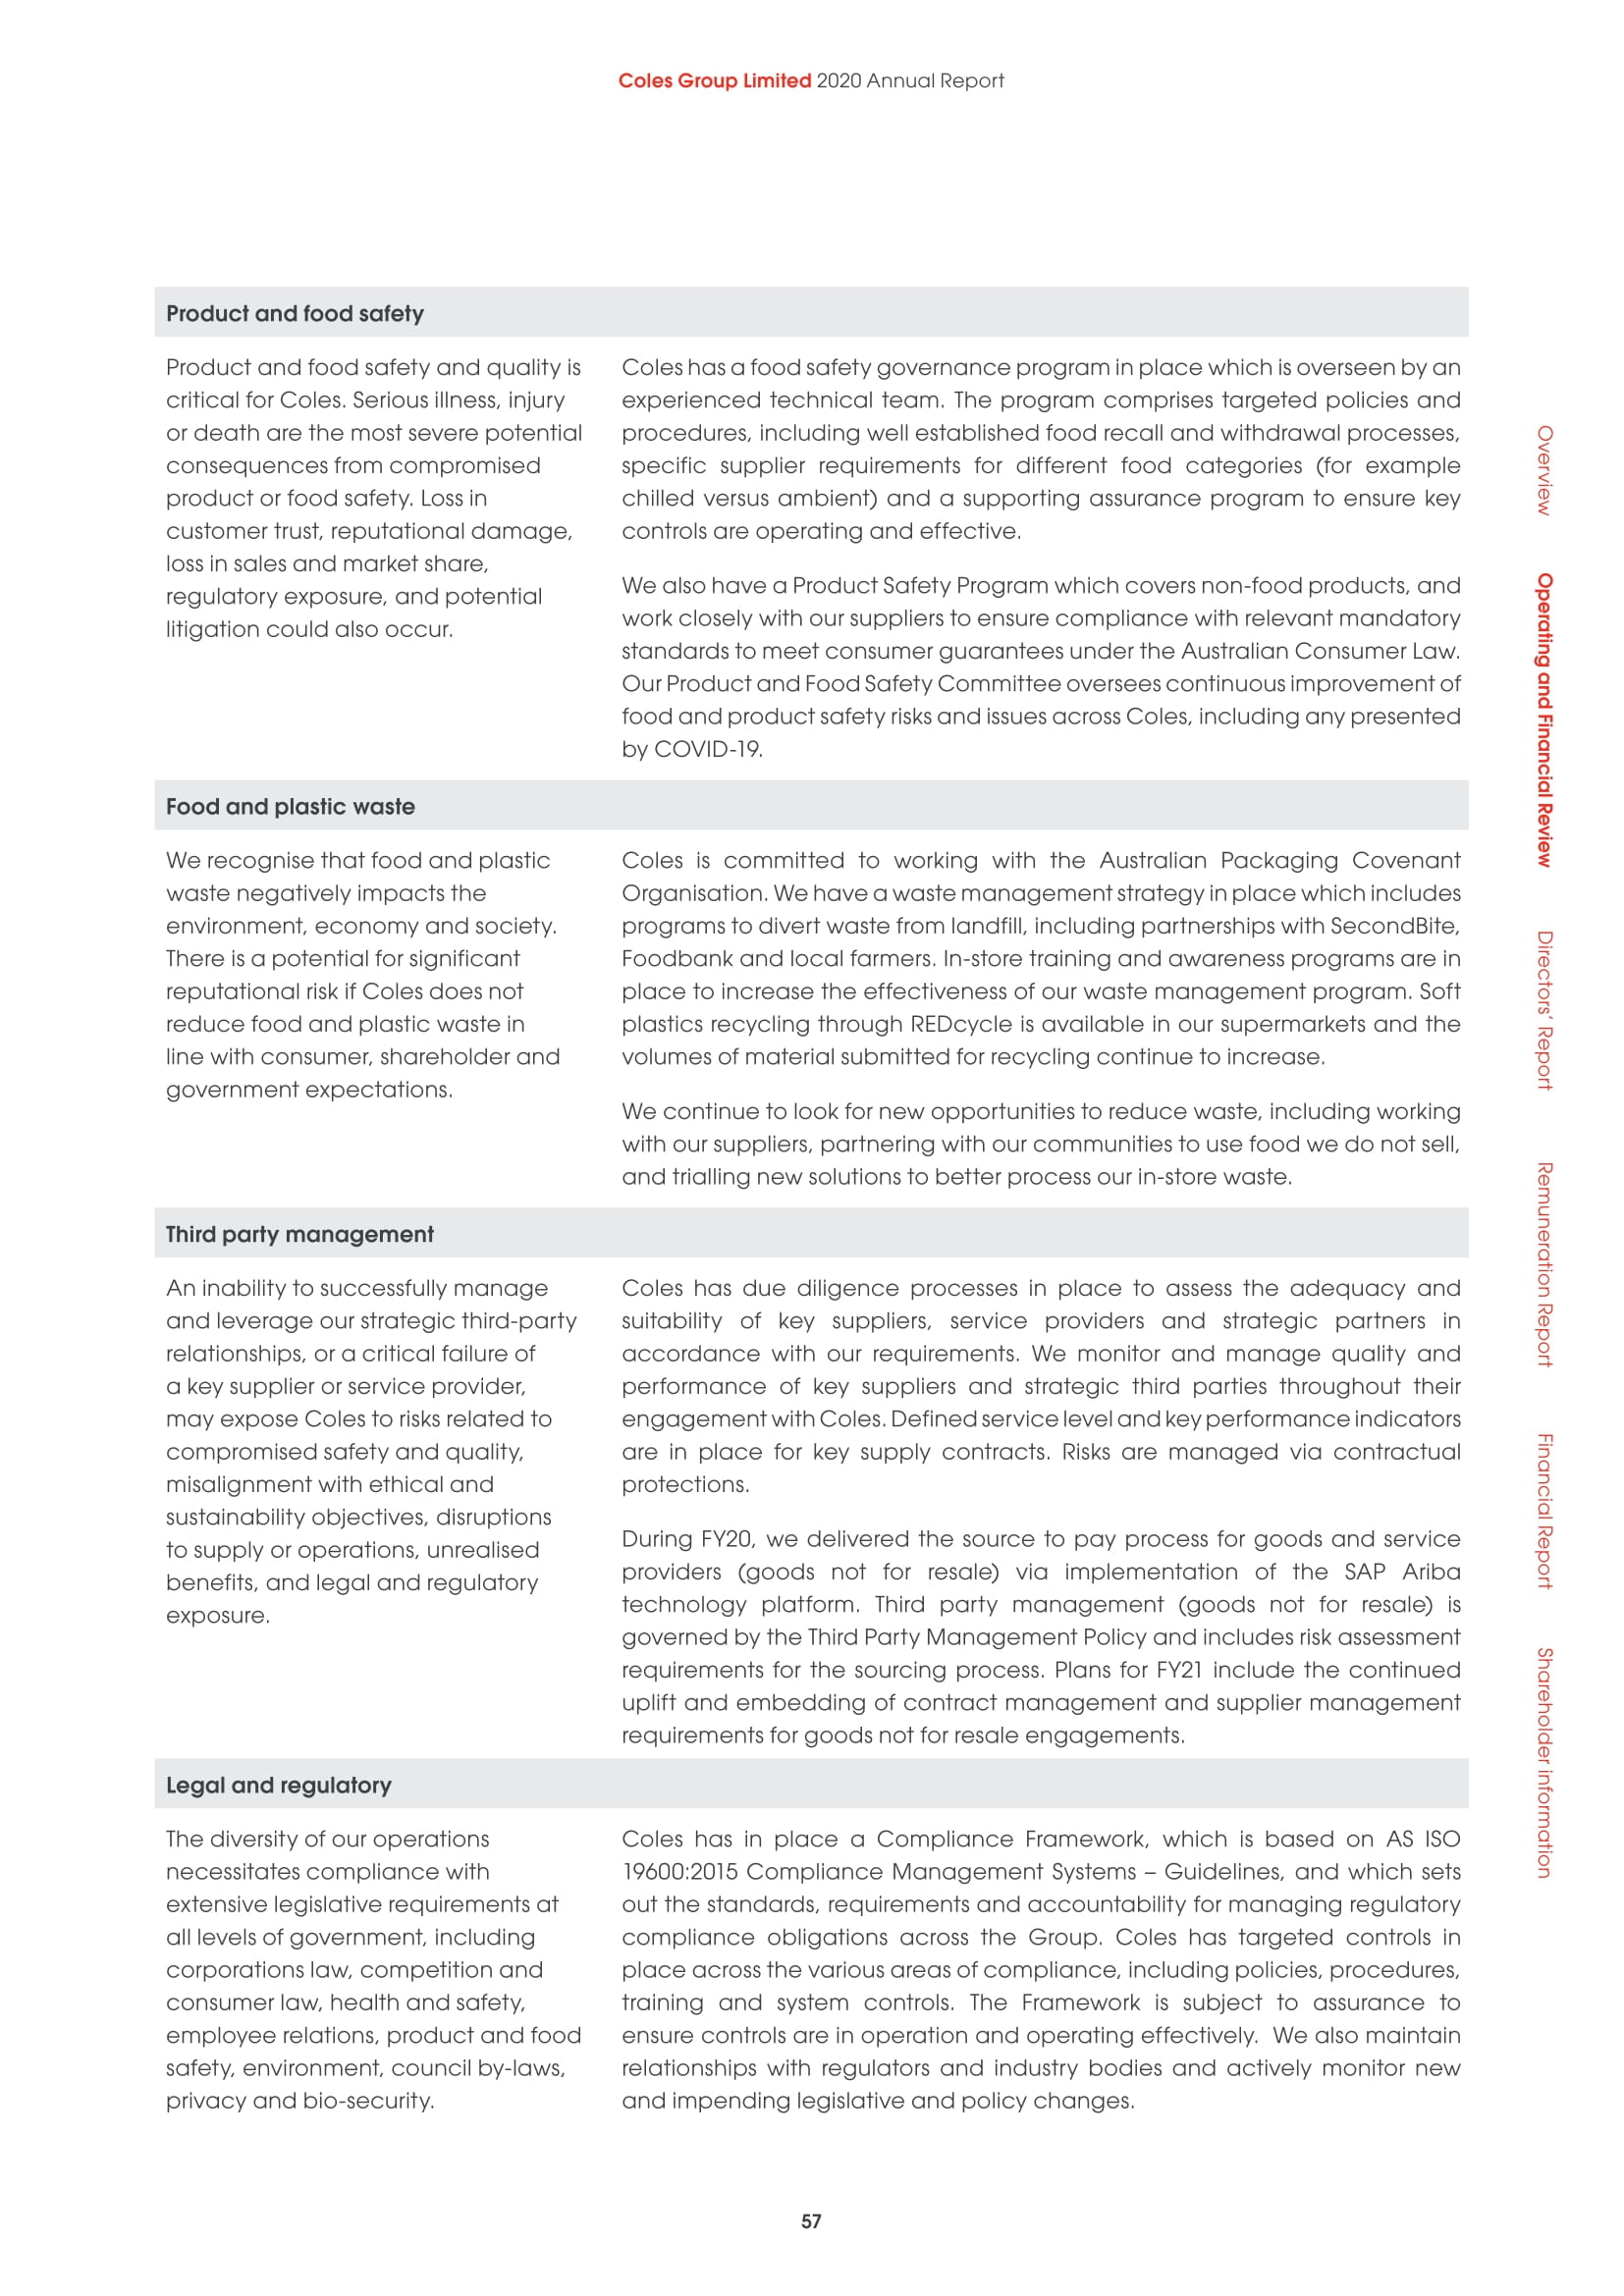 Coles Group Limited 2020 Annual Report
Product and food safety
Product and food safety and quality is
critical for Coles. Serious illness, injury
or death are the most severe potential
consequences from compromised
product or food safety. Loss in
customer trust, reputational damage,
loss in sales and market share,
regulatory exposure, and potential
litigation could also occur.
Coles has a food safety governance program in place which is overseen by an
experienced technical team. The program comprises targeted policies and
procedures, including well established food recall and withdrawal processes,
specific supplier requirements for different food categories (for example
chilled versus ambient) and a supporting assurance program to ensure key
controls are operating and effective.
We also have a Product Safety Program which covers non-food products, and
work closely with our suppliers to ensure compliance with relevant mandatory
standards to meet consumer guarantees under the Australian Consumer Law.
Our Product and Food Safety Committee oversees continuous improvement of
food and product safety risks and issues across Coles, including any presented
by COVID-19.
Food and plastic waste
We recognise that food and plastic
waste negatively impacts the
environment, economy and society.
There is a potential for significant
reputational risk if Coles does not
reduce food and plastic waste in
line with consumer, shareholder and
government expectations.
Coles is committed to working with the Australian Packaging Covenant
Organisation. We have a waste management strategy in place which includes
programs to divert waste from landfill, including partnerships with SecondBite,
Foodbank and local farmers. In-store training and awareness programs are in
place to increase the effectiveness of our waste management program. Soft
plastics recycling through REDcycle is available in our supermarkets and the
volumes of material submitted for recycling continue to increase.
We continue to look for new opportunities to reduce waste, including working
with our suppliers, partnering with our communities to use food we do not sell,
and trialling new solutions to better process our in-store waste.
Third party management
An inability to successfully manage
and leverage our strategic third-party
relationships, or a critical failure of
a key supplier or service provider,
may expose Coles to risks related to
compromised safety and quality,
misalignment with ethical and
sustainability objectives, disruptions
to supply or operations, unrealised
benefits, and legal and regulatory
exposure.
Coles has due diligence processes in place to assess the adequacy and
suitability of key suppliers, service providers and strategic partners in
accordance with our requirements. We monitor and manage quality and
performance of key suppliers and strategic third parties throughout their
engagement with Coles. Defined service level and key performance indicators
are in place for key supply contracts. Risks are managed via contractual
protections.
During FY20, we delivered the source to pay process for goods and service
providers (goods not for resale) via implementation of the SAP Ariba
technology platform. Third party management (goods not for resale) is
governed by the Third Party Management Policy and includes risk assessment
requirements for the sourcing process. Plans for FY21 include the continued
uplift and embedding of contract management and supplier management
requirements for goods not for resale engagements.
Legal and regulatory
The diversity of our operations
necessitates compliance with
extensive legislative requirements at
all levels of government, including
corporations law, competition and
consumer law, health and safety,
employee relations, product and food
safety, environment, council by-laws,
privacy and bio-security.
Coles has in place a Compliance Framework, which is based on AS ISO
19600:2015 Compliance Management Systems – Guidelines, and which sets
out the standards, requirements and accountability for managing regulatory
compliance obligations across the Group. Coles has targeted controls in
place across the various areas of compliance, including policies, procedures,
training and system controls. The Framework is subject to assurance to
ensure controls are in operation and operating effectively. We also maintain
relationships with regulators and industry bodies and actively monitor new
and impending legislative and policy changes.
Overview
Operating and Financial Review
Directors' Report
Remuneration Report
Financial Report
Shareholder information
57